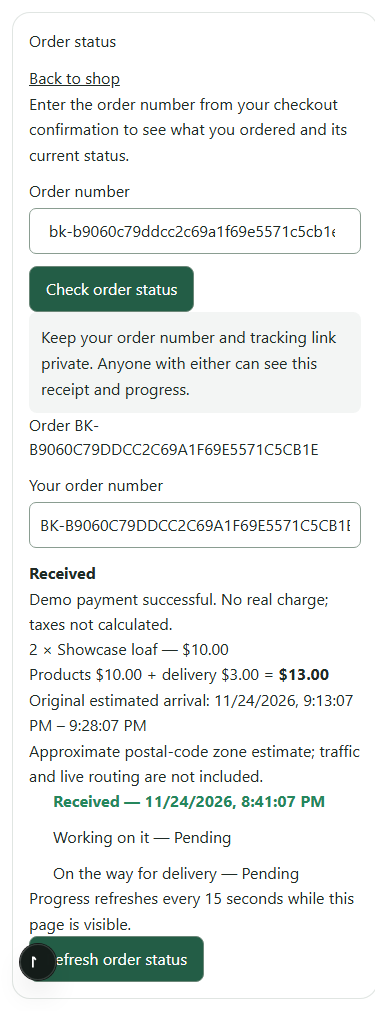 Order status
Back to shop
Enter the order number from your checkout
confirmation to see what you ordered and its
current status.
Order number
bk-b9060c79ddcc2c69a1f69e5571c5cb1e
Check order status
Keep your order number and tracking link
private. Anyone with either can see this
receipt and progress.
Order BK-
B9060C79DDCC2C69A1F69E5571C5CB1E
Your order number
BK-B9060C79DDCC2C69A1F69E5571C5CB1E
Received
Demo payment successful. No real charge;
taxes not calculated.
2 × Showcase loaf — $10.00
Products $10.00 + delivery $3.00 = $13.00
Original estimated arrival: 11/24/2026, 9:13:07
PM – 9:28:07 PM
Approximate postal-code zone estimate; traffic
and live routing are not included.
Received — 11/24/2026, 8:41:07 PM
Working on it — Pending
On the way for delivery — Pending
Progress refreshes every 15 seconds while this
page is visible.
efresh order status